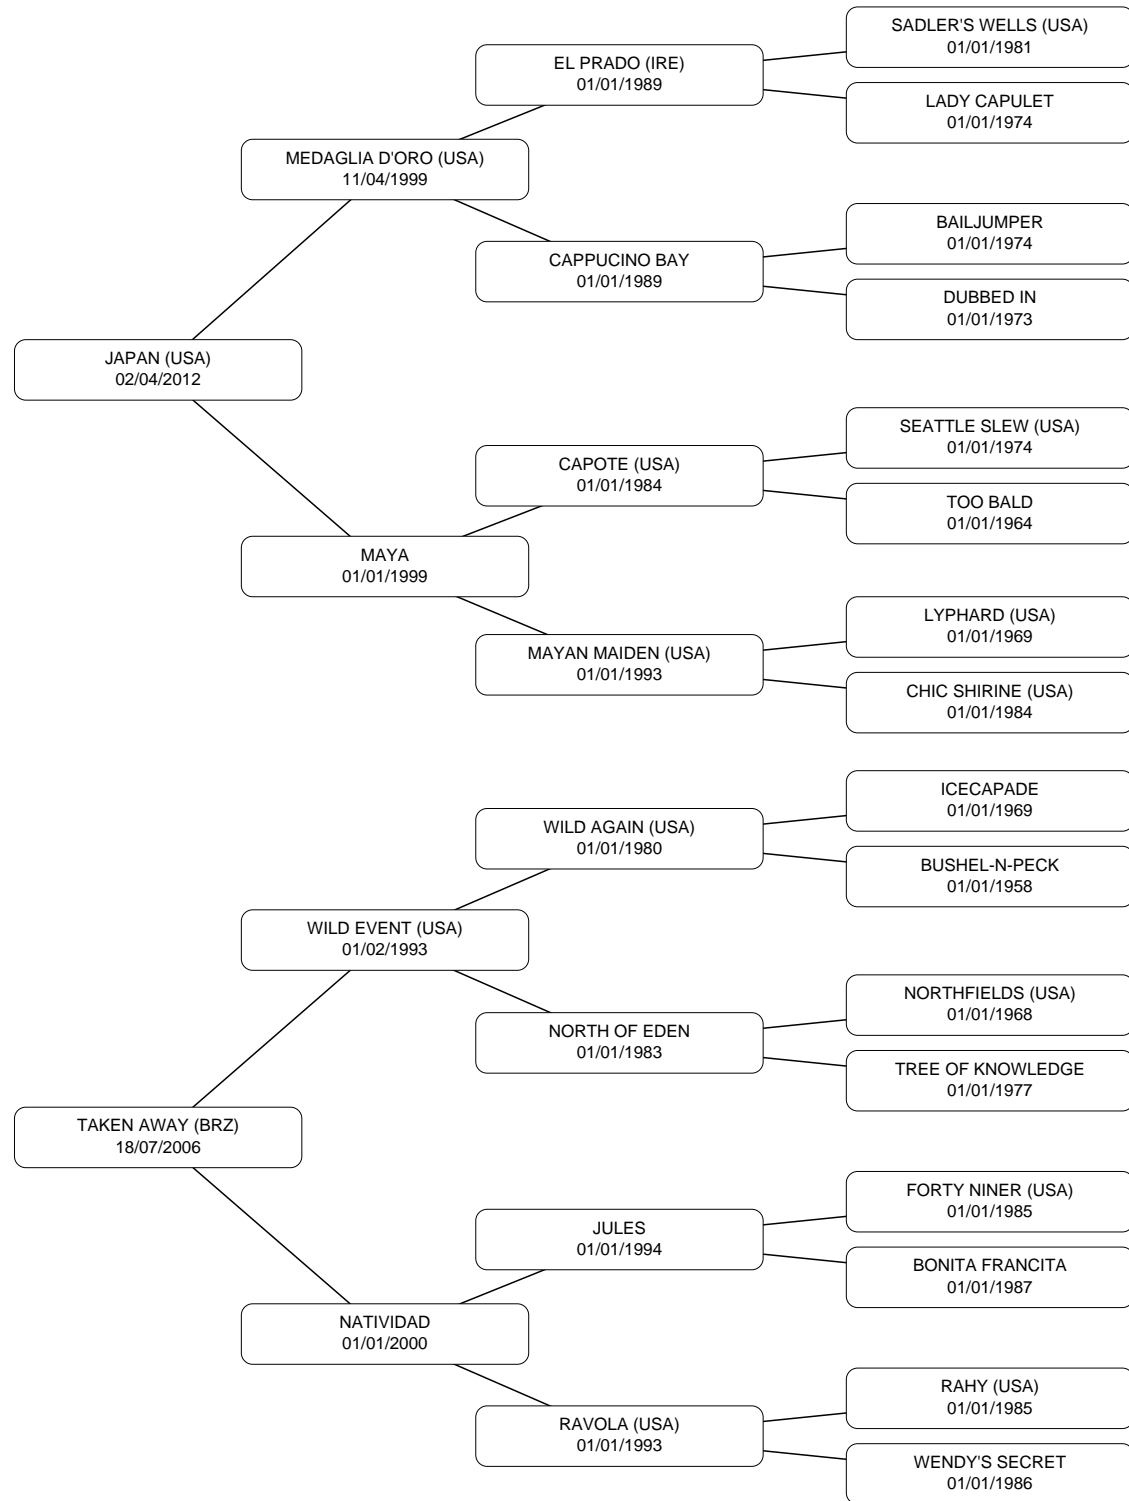 SADLER'S WELLS (USA)
01/01/1981
EL PRADO (IRE)
01/01/1989
LADY CAPULET
01/01/1974
MEDAGLIA D'ORO (USA)
11/04/1999
BAILJUMPER
01/01/1974
CAPPUCINO BAY
01/01/1989
DUBBED IN
01/01/1973
JAPAN (USA)
02/04/2012
SEATTLE SLEW (USA)
01/01/1974
CAPOTE (USA)
01/01/1984
TOO BALD
01/01/1964
MAYA
01/01/1999
LYPHARD (USA)
01/01/1969
MAYAN MAIDEN (USA)
01/01/1993
CHIC SHIRINE (USA)
01/01/1984
ICECAPADE
01/01/1969
WILD AGAIN (USA)
01/01/1980
BUSHEL-N-PECK
01/01/1958
WILD EVENT (USA)
01/02/1993
NORTHFIELDS (USA)
01/01/1968
NORTH OF EDEN
01/01/1983
TREE OF KNOWLEDGE
01/01/1977
TAKEN AWAY (BRZ)
18/07/2006
FORTY NINER (USA)
01/01/1985
JULES
01/01/1994
BONITA FRANCITA
01/01/1987
NATIVIDAD
01/01/2000
RAHY (USA)
01/01/1985
RAVOLA (USA)
01/01/1993
WENDY'S SECRET
01/01/1986